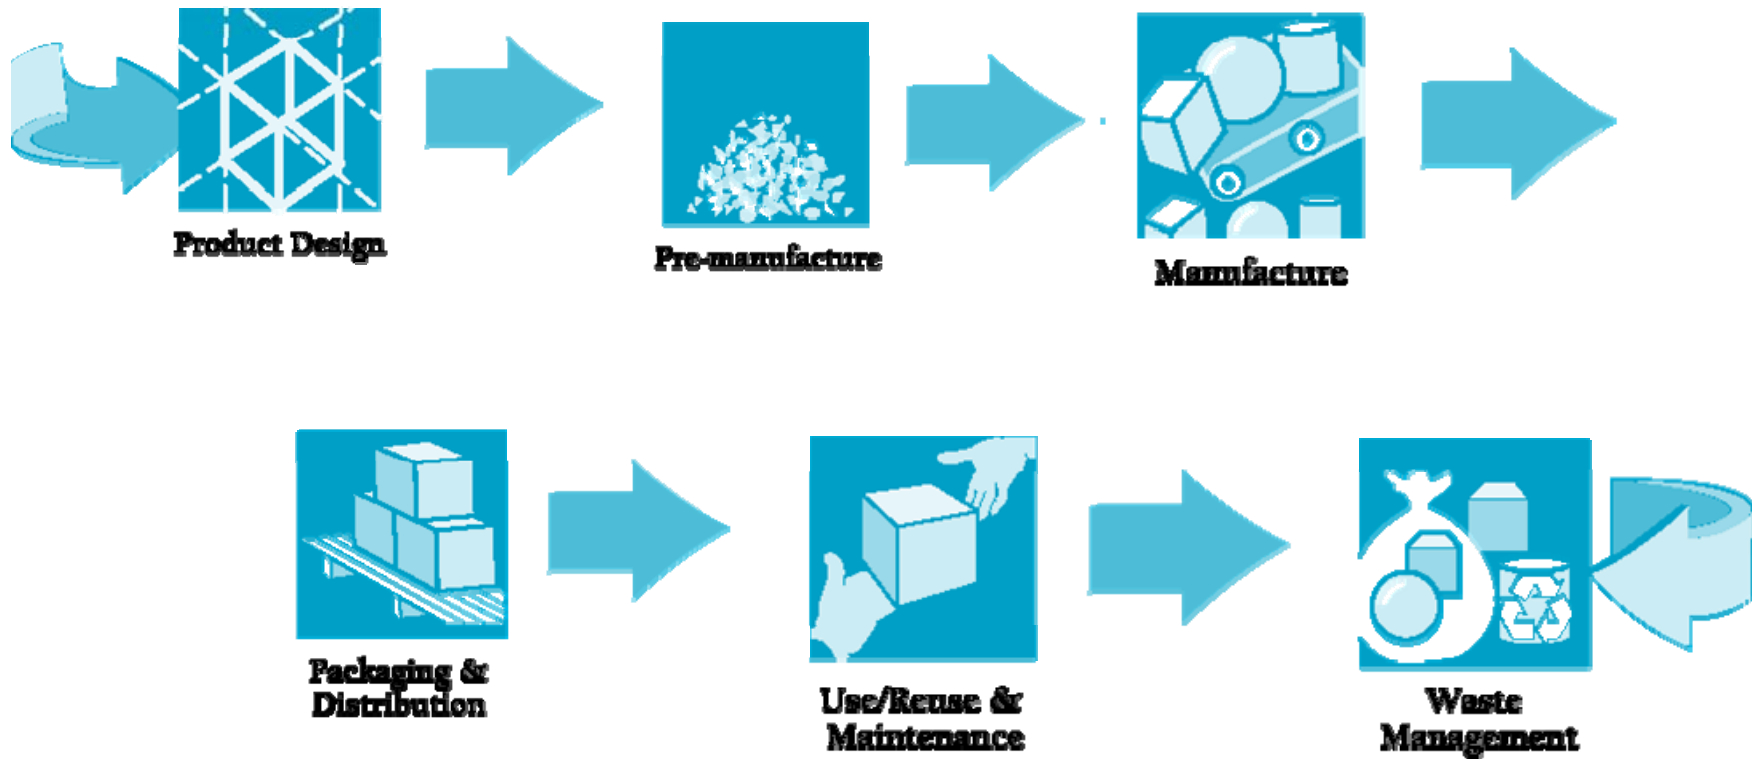 Product Design
Pre-manufacture
Manufacture
Packaging &
Distribution
Use/Reuse &
Maintenance
Waste
Management